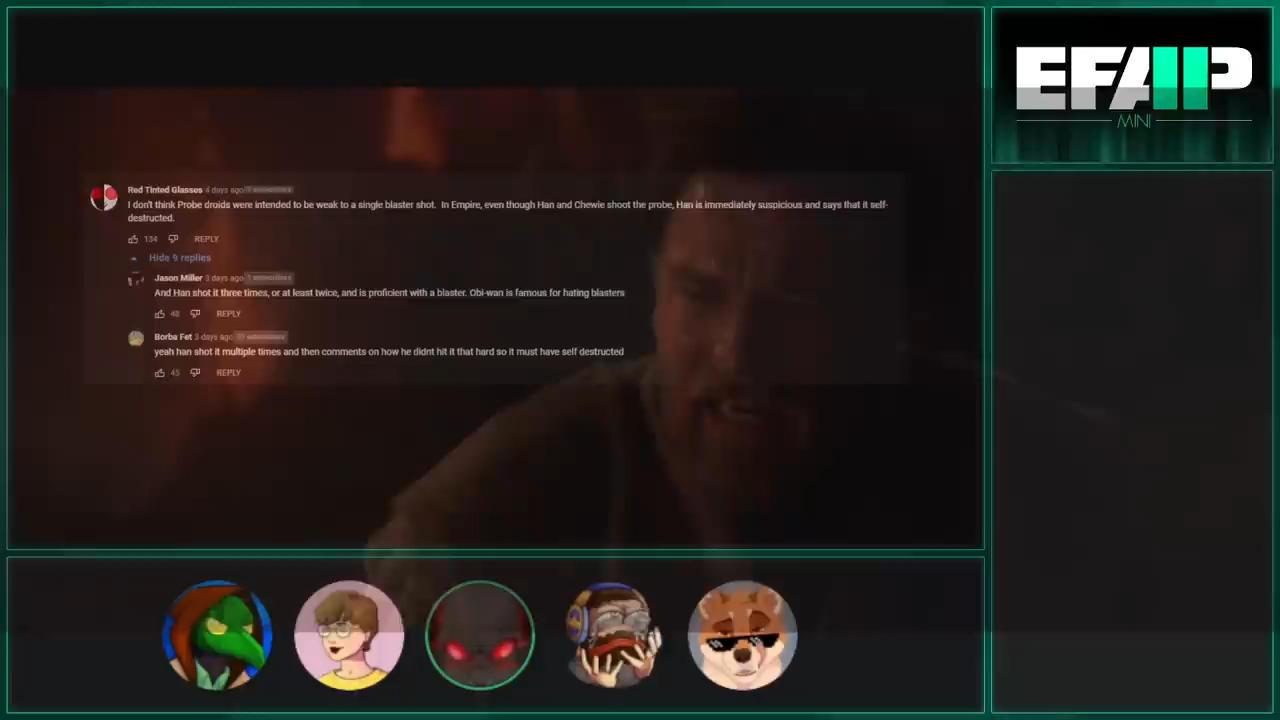 EFAP
MINI
Red Tinted Glasses 4 days ago
I don't think Probe droids were intended to be weak to a single blaster shot. In Empire, even though Han and Chewie shoot the probe, Han is immediately suspicious and says that it self-
destructed.
134 REPLY
Hide 9 replies
Jason Miller 3 days ago
And Han shot it three times, or at least twice, and is proficient with a blaster. Obi-wan is famous for hating blasters
48 REPLY
Borba Fet 3 days ago
yeah han shot it multiple times and then comments on how he didnt hit it that hard so it must have self destructed
45 REPLY